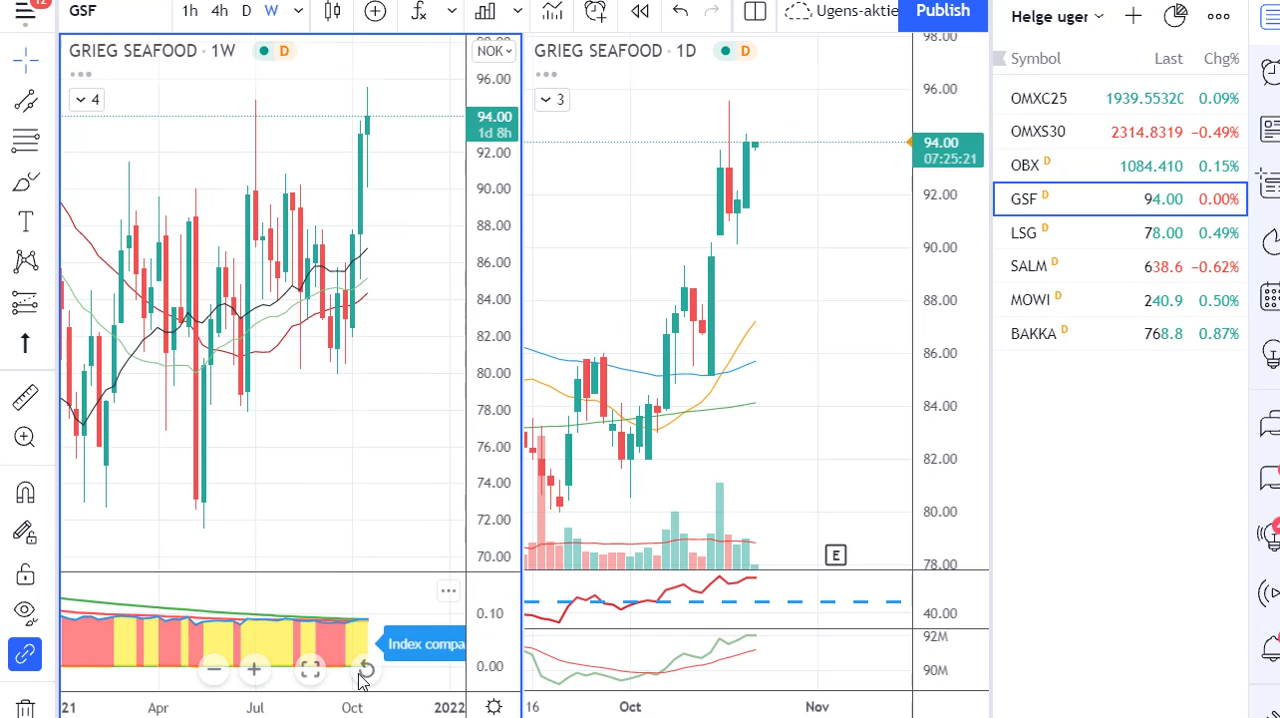 12
GSF
1h 4h D W
Ugens-aktie
Publish
GRIEG SEAFOOD · 1W D
NOK
4
96.00
94.00
1d 8h
92.00
90.00
88.00
86.00
84.00
82.00
80.00
78.00
76.00
74.00
72.00
70.00
0.10
Index compa
0.00
21 Apr Jul Oct 2022
GRIEG SEAFOOD · 1D D
3
98.00
96.00
94.00
07:25:21
92.00
90.00
88.00
86.00
84.00
82.00
80.00
78.00
E
40.00
92M
90M
16 Oct Nov
Helge uger
Symbol Last Chg%
OMXC25 1939.5532 0.09%
OMXS30 2314.8319 −0.49%
OBX D 1084.410 0.15%
GSF D 94.00 0.00%
LSG D 78.00 0.49%
SALM D 638.6 −0.62%
MOWI D 240.9 0.50%
BAKKA D 768.8 0.87%